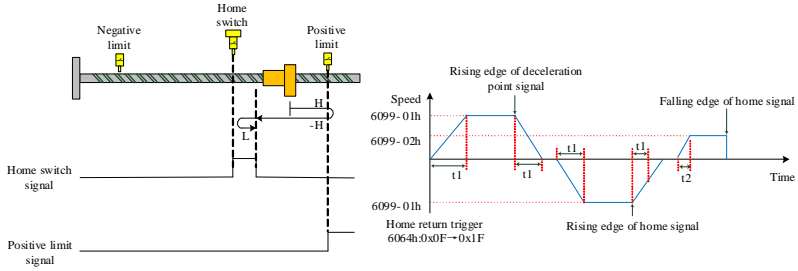 Home
switch
Negative
limit
Positive
limit
H
-H
L
Home switch
signal
Positive limit
signal
Rising edge of deceleration
point signal
Speed
Falling edge of home signal
6099-01h
6099-02h
t1
t1
t1
t1
t2
Time
6099-01h
Home return trigger
6064h:0x0F→0x1F
Rising edge of home signal